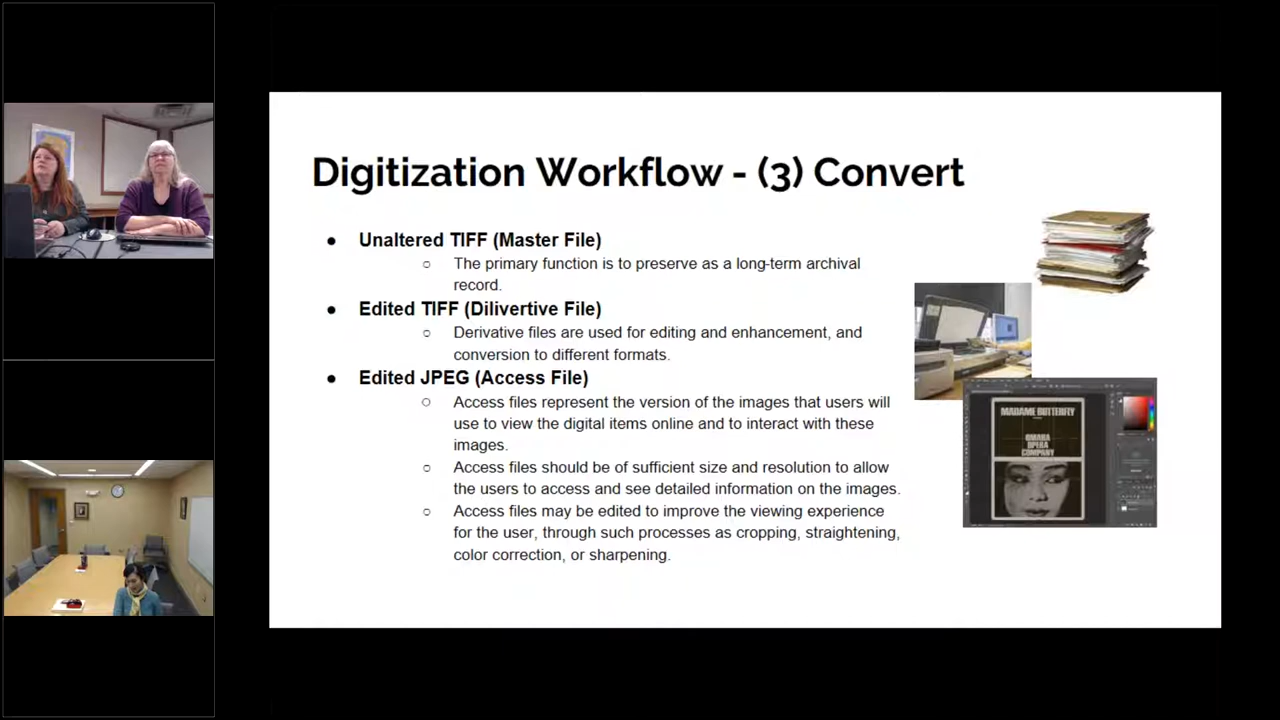 Digitization Workflow - (3) Convert
● Unaltered TIFF (Master File)
○ The primary function is to preserve as a long-term archival
record.
● Edited TIFF (Dilivertive File)
○ Derivative files are used for editing and enhancement, and
conversion to different formats.
● Edited JPEG (Access File)
○ Access files represent the version of the images that users will
use to view the digital items online and to interact with these
images.
○ Access files should be of sufficient size and resolution to allow
the users to access and see detailed information on the images.
○ Access files may be edited to improve the viewing experience
for the user, through such processes as cropping, straightening,
color correction, or sharpening.
MADAME BUTTERFLY
OMAHA
OPERA
COMPANY